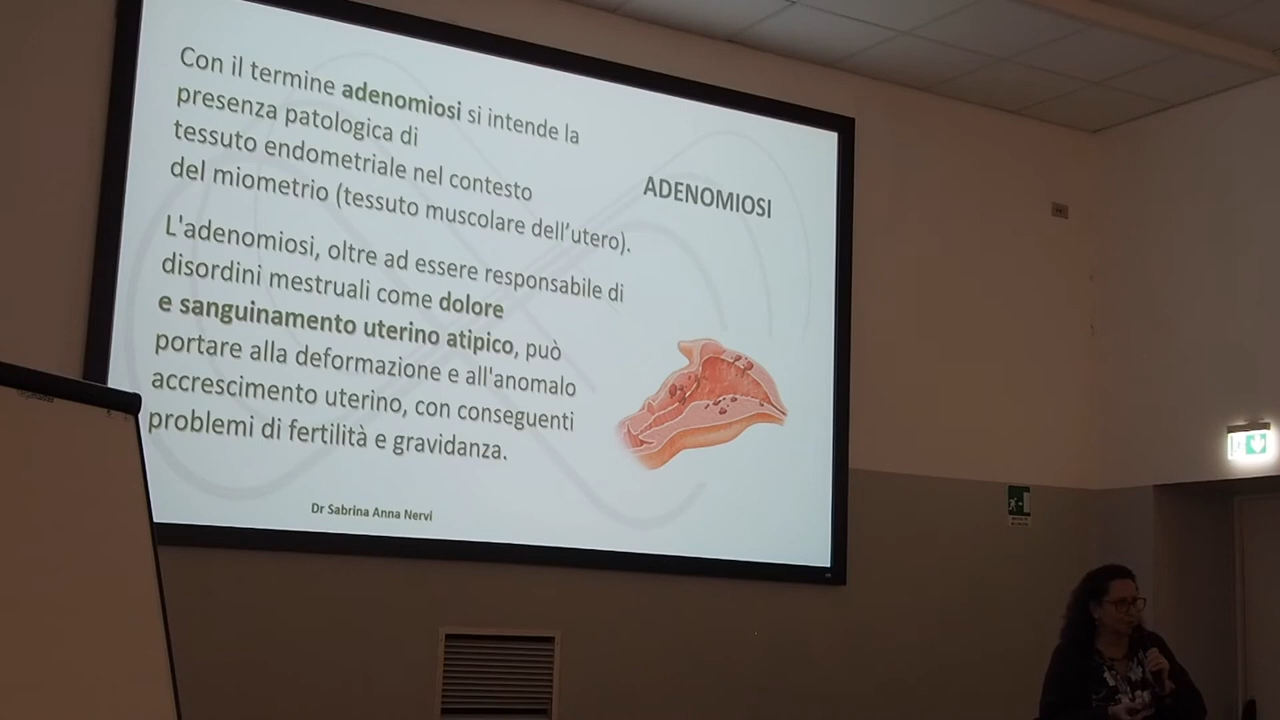 Con il termine adenomiosi si intende la
presenza patologica di
tessuto endometriale nel contesto
del miometrio (tessuto muscolare dell’utero).
L'adenomiosi, oltre ad essere responsabile di
disordini mestruali come dolore
e sanguinamento uterino atipico, può
portare alla deformazione e all'anomalo
accrescimento uterino, con conseguenti
problemi di fertilità e gravidanza.
ADENOMIOSI
Dr Sabrina Anna Nervi